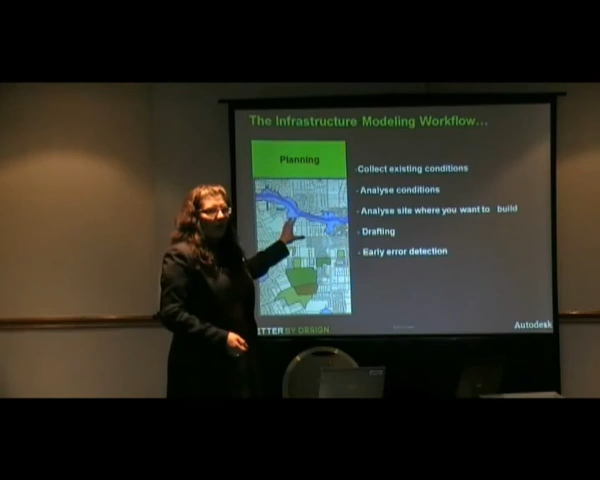 The Infrastructure Modeling Workflow...
Planning
-Collect existing conditions
- Analyse conditions
- Analyse site where you want to build
- Drafting
- Early error detection
BY DESIGN
Autodesk